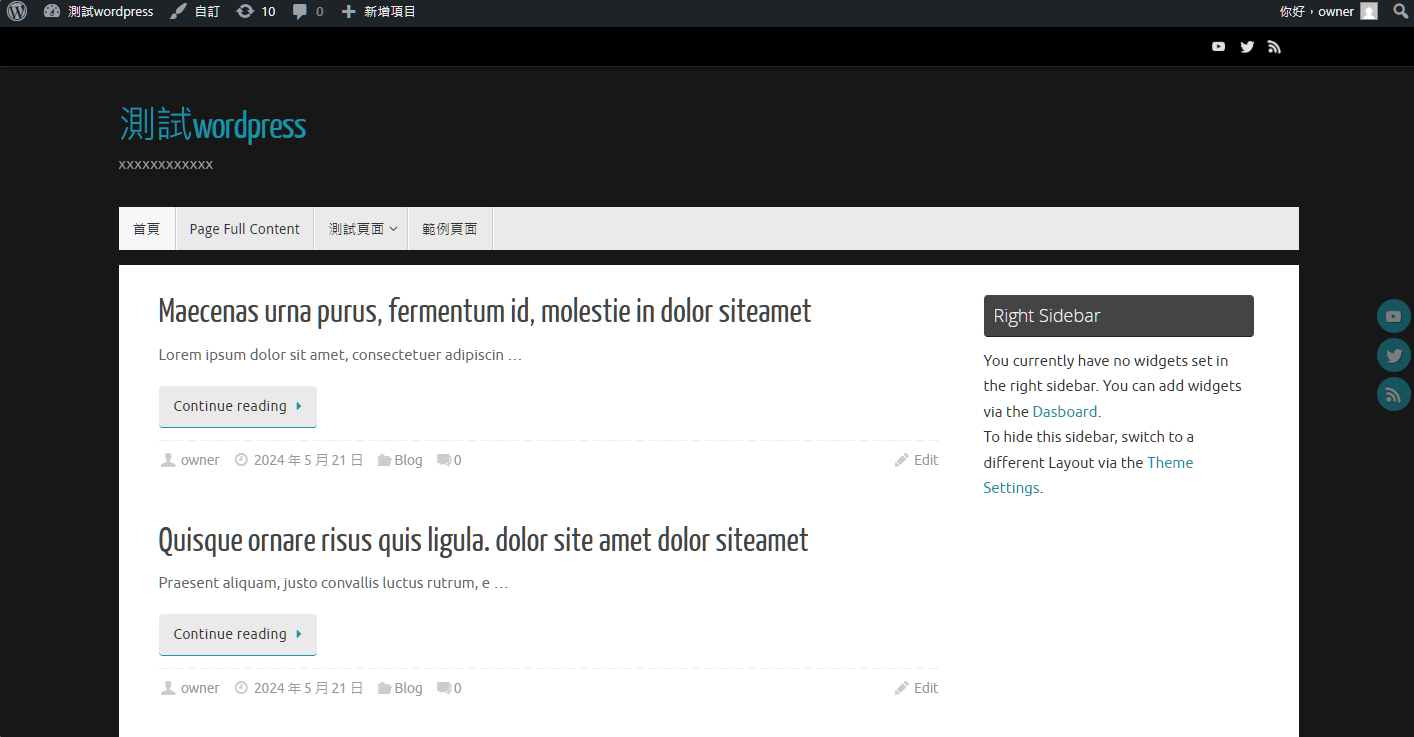 測試wordpress 自訂 10 0 新增項目 你好，owner
測試wordpress
xxxxxxxxxxxx
首頁 Page Full Content 測試頁面 範例頁面
Maecenas urna purus, fermentum id, molestie in dolor siteamet
Lorem ipsum dolor sit amet, consectetuer adipiscin …
Continue reading
owner 2024 年 5 月 21 日 Blog 0 Edit
Quisque ornare risus quis ligula. dolor site amet dolor siteamet
Praesent aliquam, justo convallis luctus rutrum, e …
Continue reading
owner 2024 年 5 月 21 日 Blog 0 Edit
Right Sidebar
You currently have no widgets set in
the right sidebar. You can add widgets
via the Dasboard.
To hide this sidebar, switch to a
different Layout via the Theme
Settings.